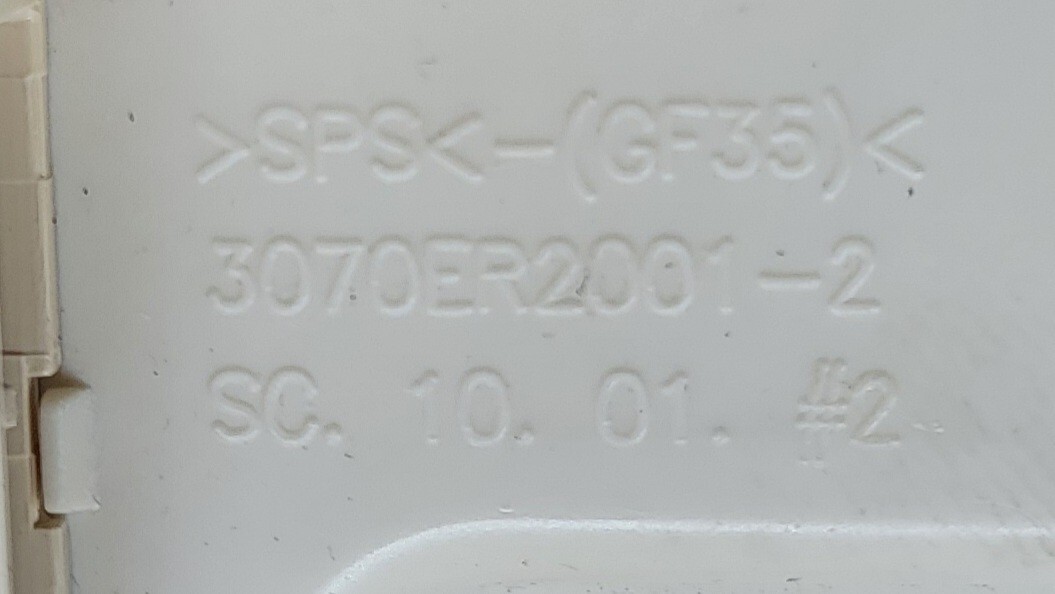 >SPS<-(GF35)<
3070ER2001-2
SC. 10. 01. #2